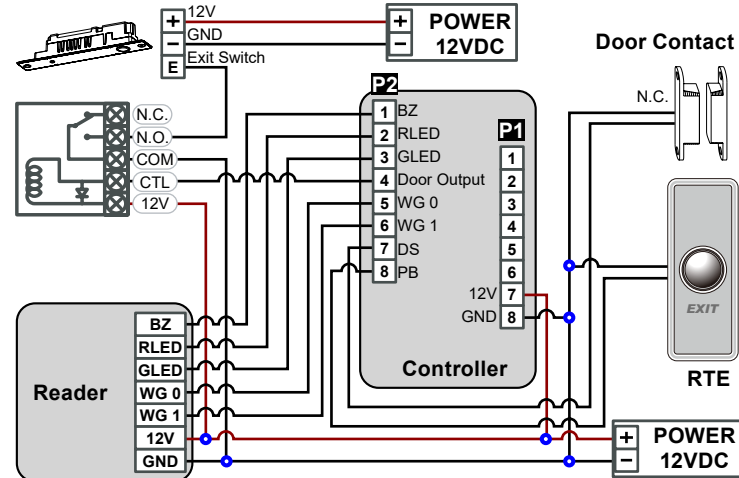 + 12V
− GND
E Exit Switch
+ POWER
− 12VDC
Door Contact
N.C.
N.C.
N.O.
COM
CTL
12V
P2
1 BZ
2 RLED
3 GLED
4 Door Output
5 WG 0
6 WG 1
7 DS
8 PB
P1
1
2
3
4
5
6
12V 7
GND 8
Controller
EXIT
RTE
Reader
BZ
RLED
GLED
WG 0
WG 1
12V
GND
+ POWER
− 12VDC